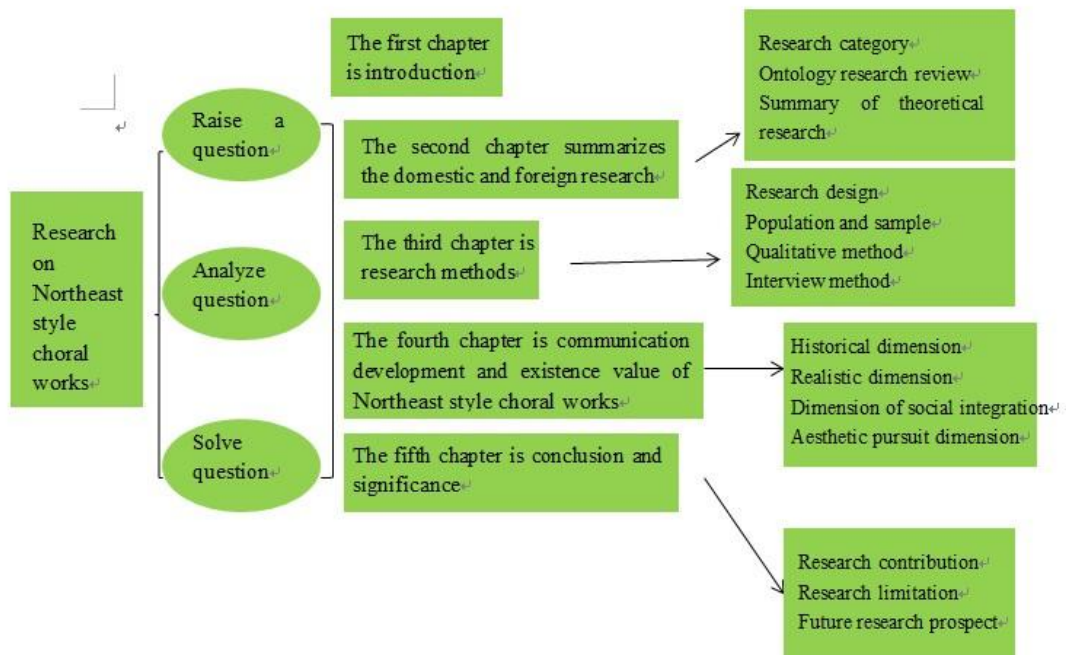 Research
on
Northeast
style
choral
works
Raise a
question
Analyze
question
Solve
question
The first chapter
is introduction
The second chapter summarizes
the domestic and foreign research
The third chapter is
research methods
The fourth chapter is communication
development and existence value of
Northeast style choral works
The fifth chapter is conclusion and
significance
Research category
Ontology research review
Summary of theoretical
research
Research design
Population and sample
Qualitative method
Interview method
Historical dimension
Realistic dimension
Dimension of social integration
Aesthetic pursuit dimension
Research contribution
Research limitation
Future research prospect